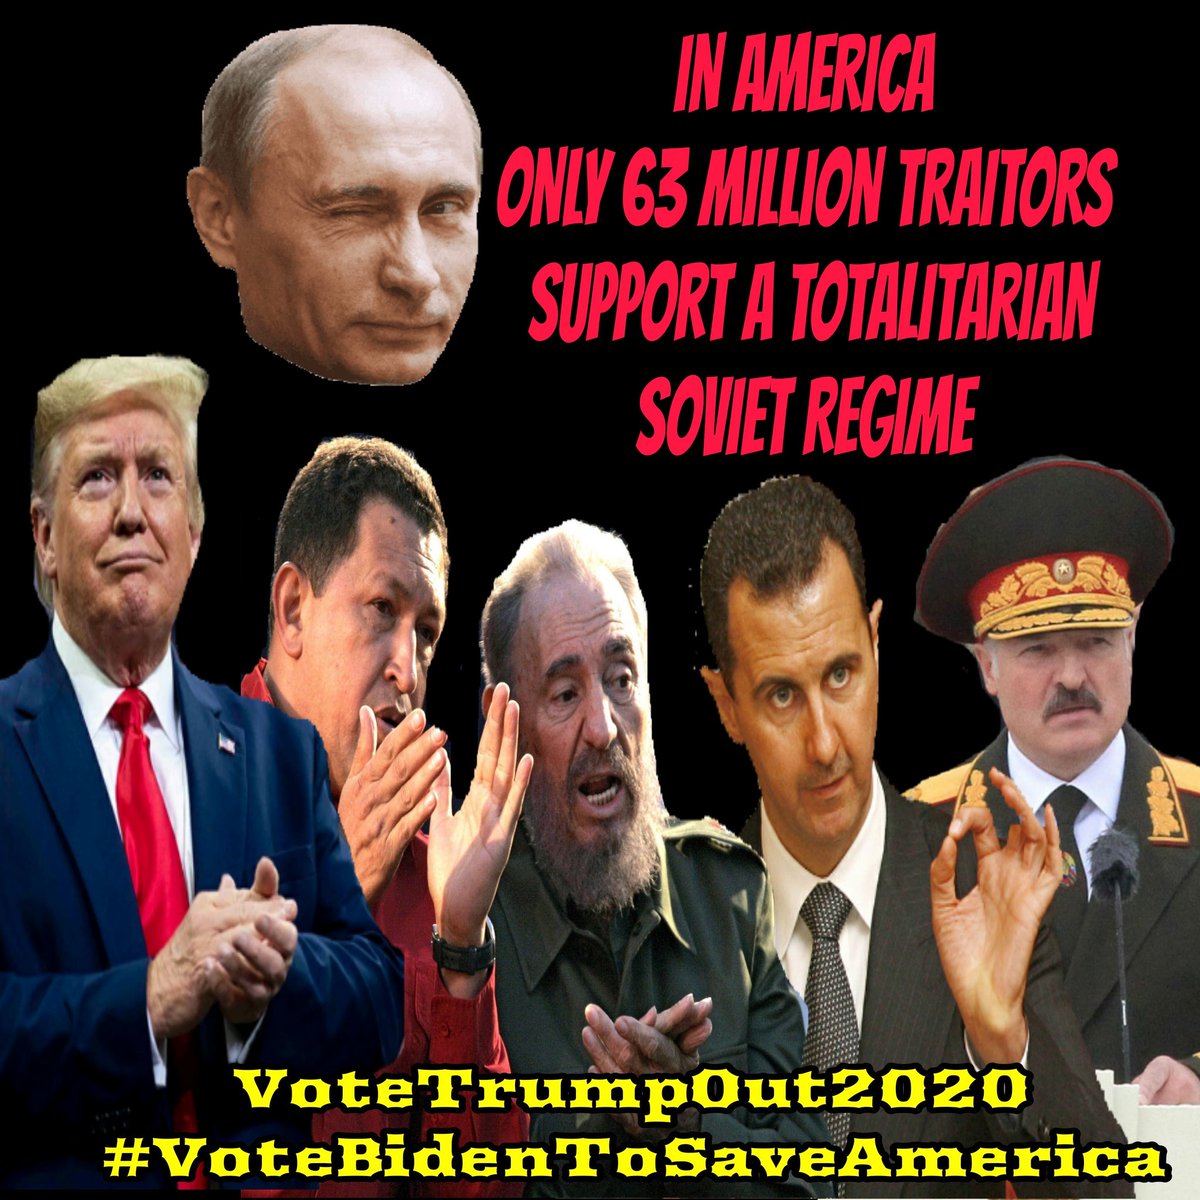 IN AMERICA
ONLY 63 MILLION TRAITORS
SUPPORT A TOTALITARIAN
SOVIET REGIME
VoteTrumpOut2020
#VoteBidenToSaveAmerica